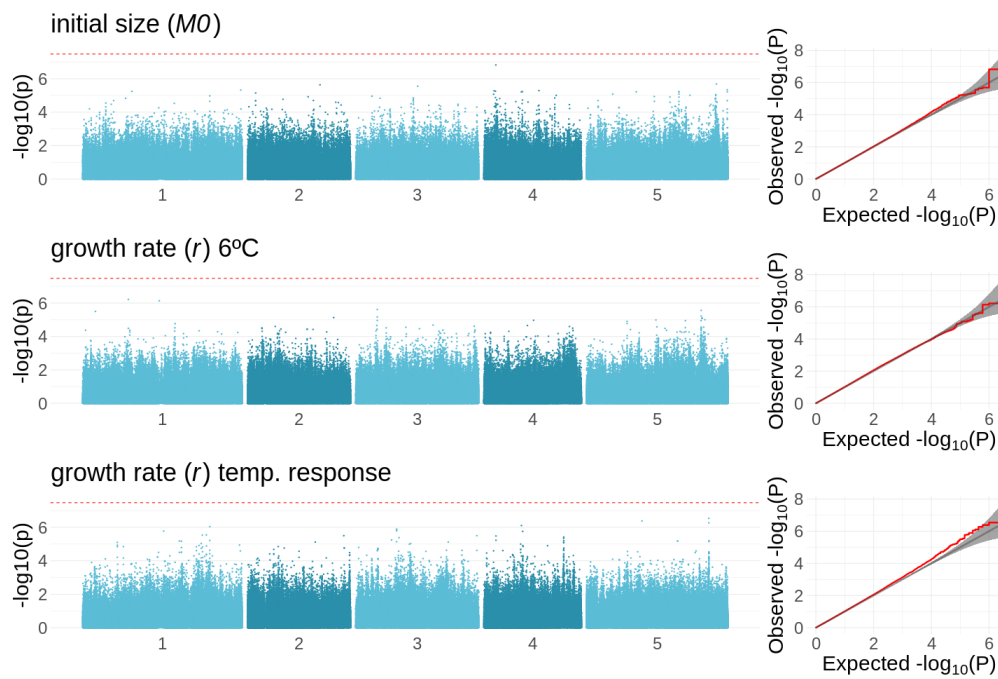 initial size (M0)
-log10(p)
6
4
2
0
1 2 3 4 5
Observed -log10(P)
8
6
4
2
0
0 2 4 6
Expected -log10(P)
growth rate (r) 6ºC
-log10(p)
6
4
2
0
1 2 3 4 5
Observed -log10(P)
8
6
4
2
0
0 2 4 6
Expected -log10(P)
growth rate (r) temp. response
-log10(p)
6
4
2
0
1 2 3 4 5
Observed -log10(P)
8
6
4
2
0
0 2 4 6
Expected -log10(P)